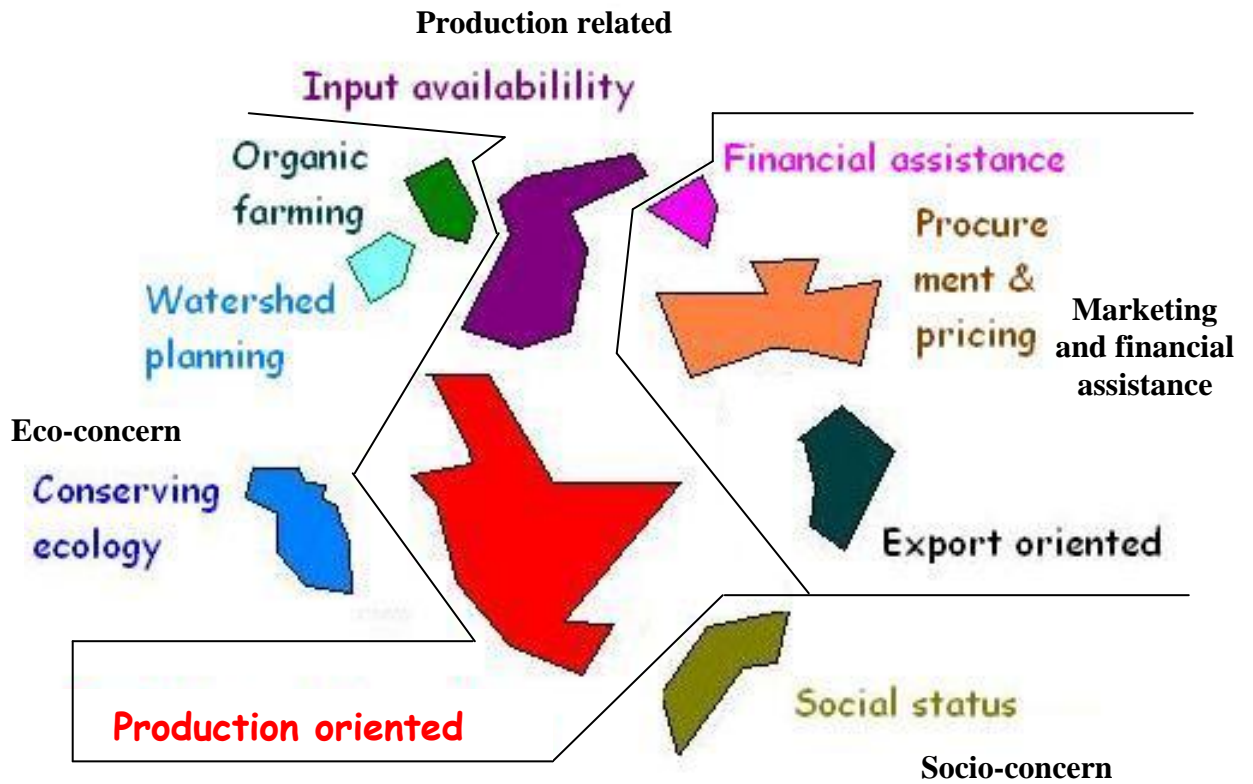 Production related
Input availabilility
Organic
farming
Financial assistance
Procure
ment &
pricing
Watershed
planning
Marketing
and financial
assistance
Eco-concern
Conserving
ecology
Export oriented
Production oriented
Social status
Socio-concern